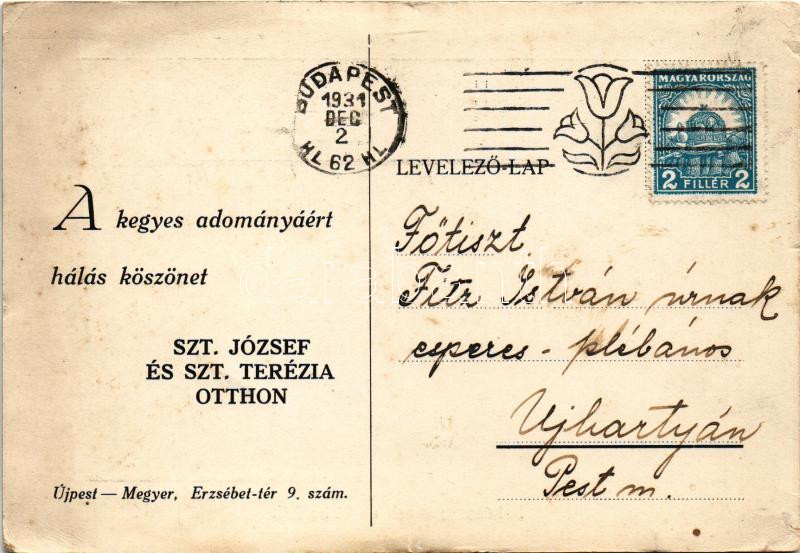 BUDAPEST
1931
DEC
2
HL 62 HL
MAGYARORSZÁG
2 FILLÉR 2
LEVELEZŐ-LAP
A kegyes adományáért
hálás köszönet
SZT. JÓZSEF
ÉS SZT. TERÉZIA
OTTHON
Újpest — Megyer, Erzsébet-tér 9. szám.
Főtiszt
Fitz István úrnak
esperes - plébános
Ujhartyán
Pest m.